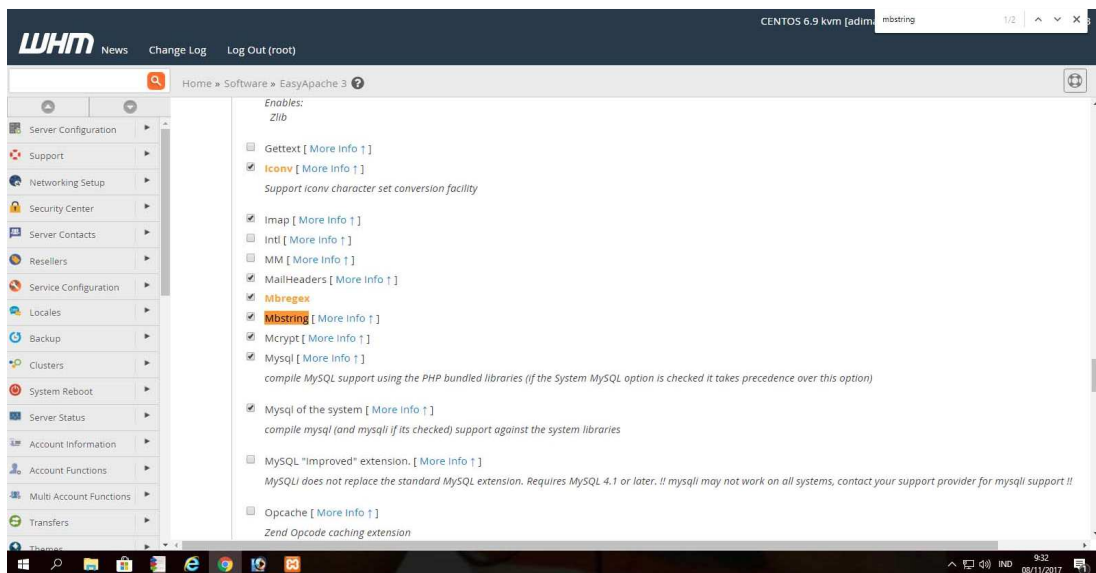 CENTOS 6.9 kvm [adima
mbstring 1/2
WHM News Change Log Log Out (root)
Home » Software » EasyApache 3
Enables:
Zlib
Gettext [ More Info ↑ ]
Iconv [ More Info ↑ ]
Support iconv character set conversion facility
Imap [ More Info ↑ ]
Intl [ More Info ↑ ]
MM [ More Info ↑ ]
MailHeaders [ More Info ↑ ]
Mbregex
Mbstring [ More Info ↑ ]
Mcrypt [ More Info ↑ ]
Mysql [ More Info ↑ ]
compile MySQL support using the PHP bundled libraries (if the System MySQL option is checked it takes precedence over this option)
Mysql of the system [ More Info ↑ ]
compile mysql (and mysqli if its checked) support against the system libraries
MySQL "Improved" extension. [ More Info ↑ ]
MySQLi does not replace the standard MySQL extension. Requires MySQL 4.1 or later. !! mysqli may not work on all systems, contact your support provider for mysqli support !!
Opcache [ More Info ↑ ]
Zend Opcode caching extension
Server Configuration
Support
Networking Setup
Security Center
Server Contacts
Resellers
Service Configuration
Locales
Backup
Clusters
System Reboot
Server Status
Account Information
Account Functions
Multi Account Functions
Transfers
Themes
IND
9:32
08/11/2017